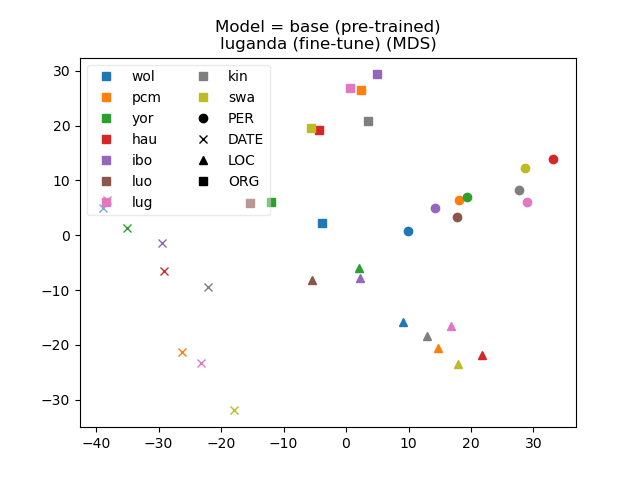 Model = base (pre-trained)
luganda (fine-tune) (MDS)
wol
pcm
yor
hau
ibo
luo
lug
kin
swa
PER
DATE
LOC
ORG
30
20
10
0
−10
−20
−30
−40 −30 −20 −10 0 10 20 30